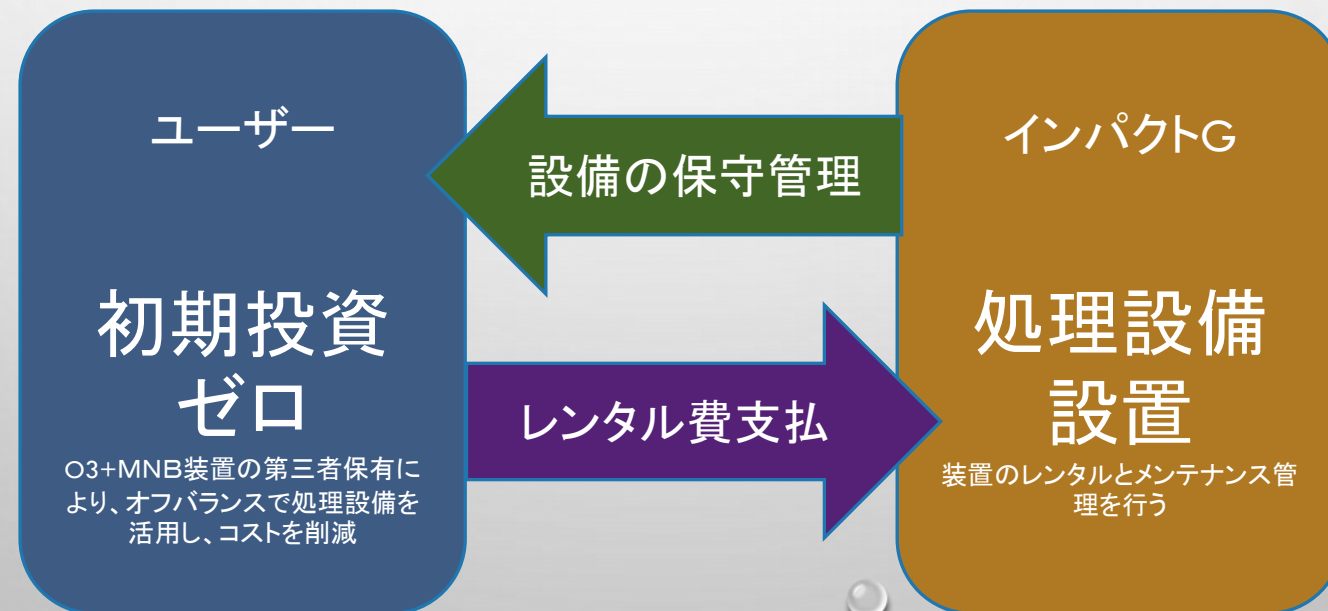 ユーザー
初期投資
ゼロ
O3+MNB装置の第三者保有に
より、オフバランスで処理設備を
活用し、コストを削減
設備の保守管理
レンタル費支払
インパクトG
処理設備
設置
装置のレンタルとメンテナンス管
理を行う